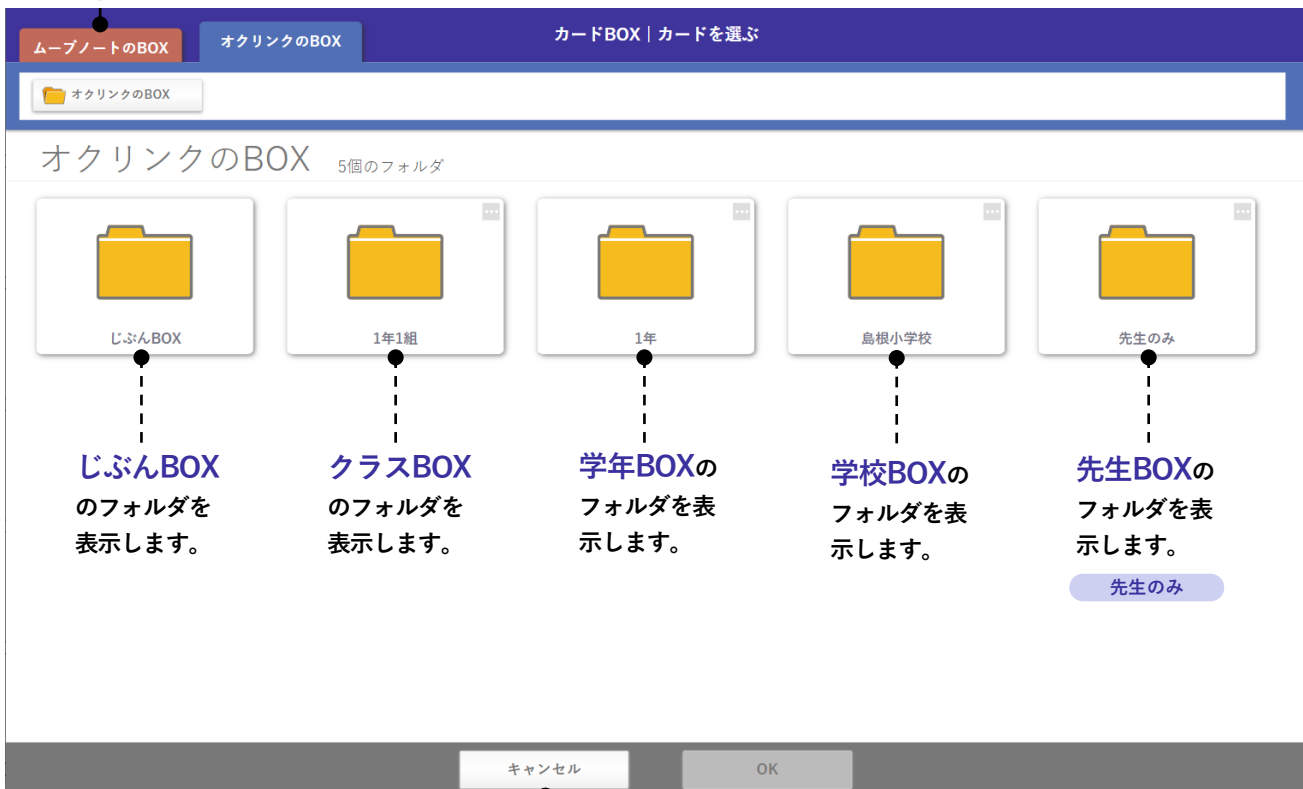 ムーブノートのBOX
オクリンクのBOX
カードBOX｜カードを選ぶ
オクリンクのBOX
オクリンクのBOX 5個のフォルダ
じぶんBOX
1年1組
1年
島根小学校
先生のみ
じぶんBOX
のフォルダを
表示します。
クラスBOX
のフォルダを
表示します。
学年BOXの
フォルダを表
示します。
学校BOXの
フォルダを表
示します。
先生BOXの
フォルダを表
示します。
先生のみ
キャンセル
OK